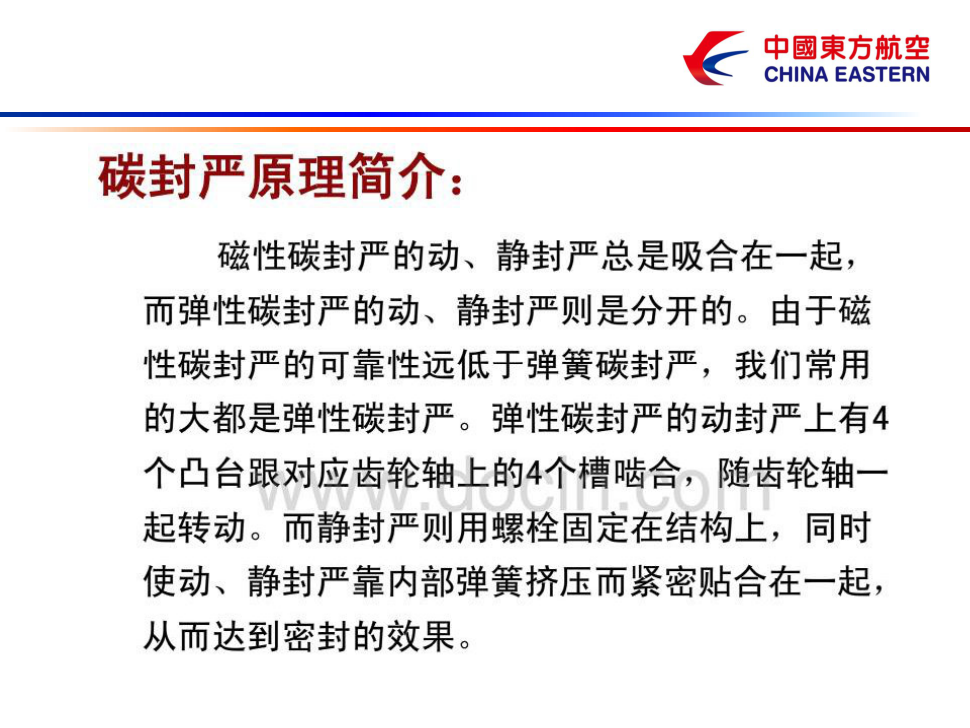 中國東方航空
CHINA EASTERN
碳封严原理简介：
磁性碳封严的动、静封严总是吸合在一起，
而弹性碳封严的动、静封严则是分开的。由于磁
性碳封严的可靠性远低于弹簧碳封严，我们常用
的大都是弹性碳封严。弹性碳封严的动封严上有4
个凸台跟对应齿轮轴上的4个槽啮合，随齿轮轴一
起转动。而静封严则用螺栓固定在结构上，同时
使动、静封严靠内部弹簧挤压而紧密贴合在一起，
从而达到密封的效果。
www.docin.com